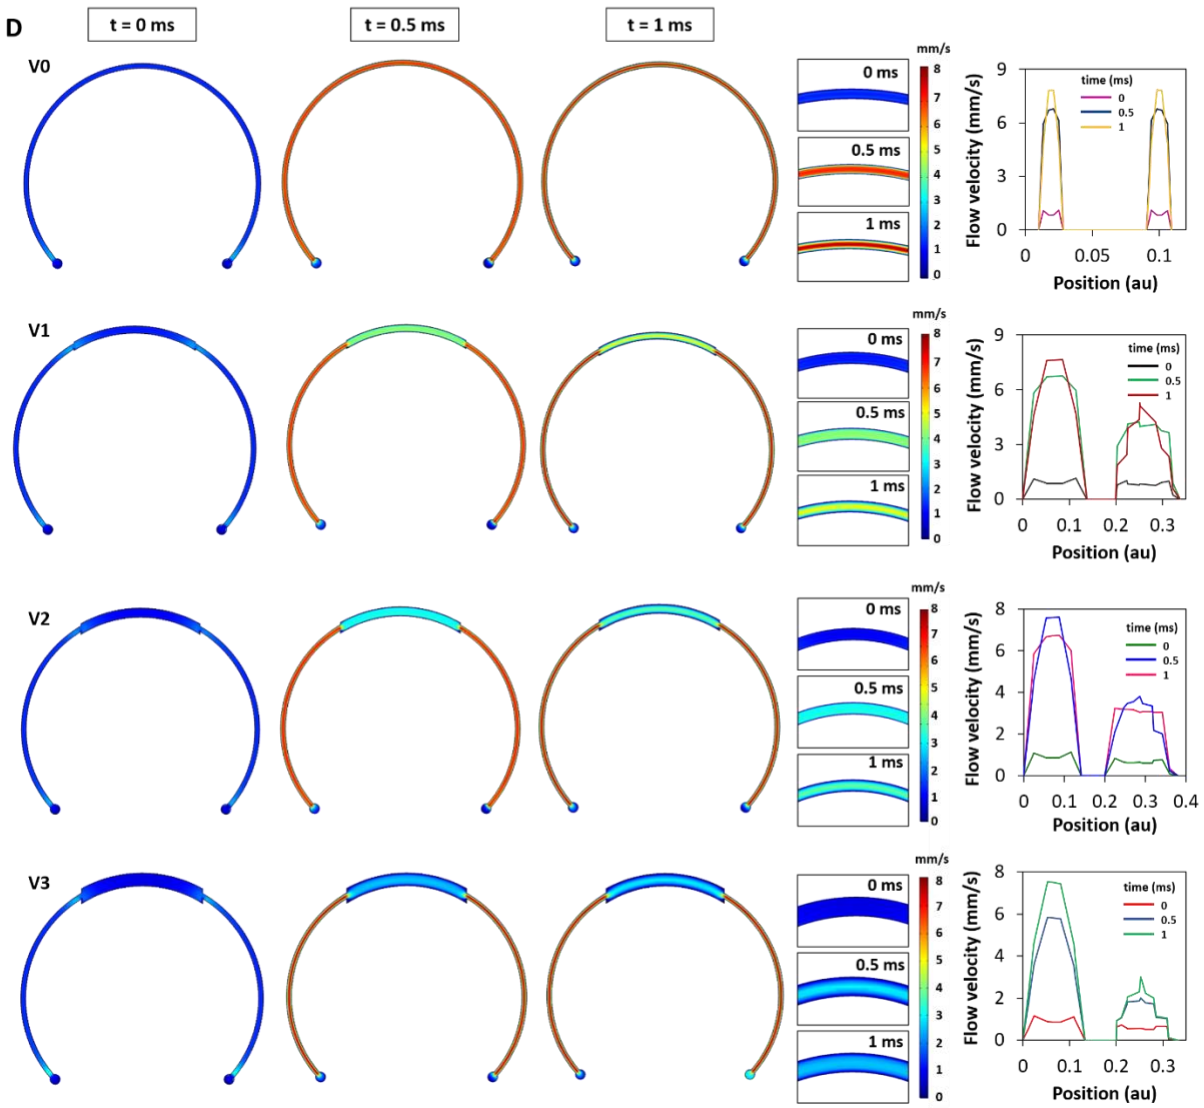 D
t = 0 ms
t = 0.5 ms
t = 1 ms
V0
0 ms
0.5 ms
1 ms
mm/s
8
7
6
5
4
3
2
1
0
Flow velocity (mm/s)
9
6
3
0
time (ms)
0
0.5
1
0.05
0.1
Position (au)
V1
0 ms
0.5 ms
1 ms
mm/s
8
7
6
5
4
3
2
1
0
Flow velocity (mm/s)
9
6
3
0
time (ms)
0
0.5
1
0
0.1
0.2
0.3
Position (au)
V2
0 ms
0.5 ms
1 ms
mm/s
8
7
6
5
4
3
2
1
0
Flow velocity (mm/s)
8
6
4
2
0
time (ms)
0
0.5
1
0
0.1
0.2
0.3
0.4
Position (au)
V3
0 ms
0.5 ms
1 ms
mm/s
8
7
6
5
4
3
2
1
0
Flow velocity (mm/s)
8
6
4
2
0
time (ms)
0
0.5
1
0
0.1
0.2
0.3
Position (au)